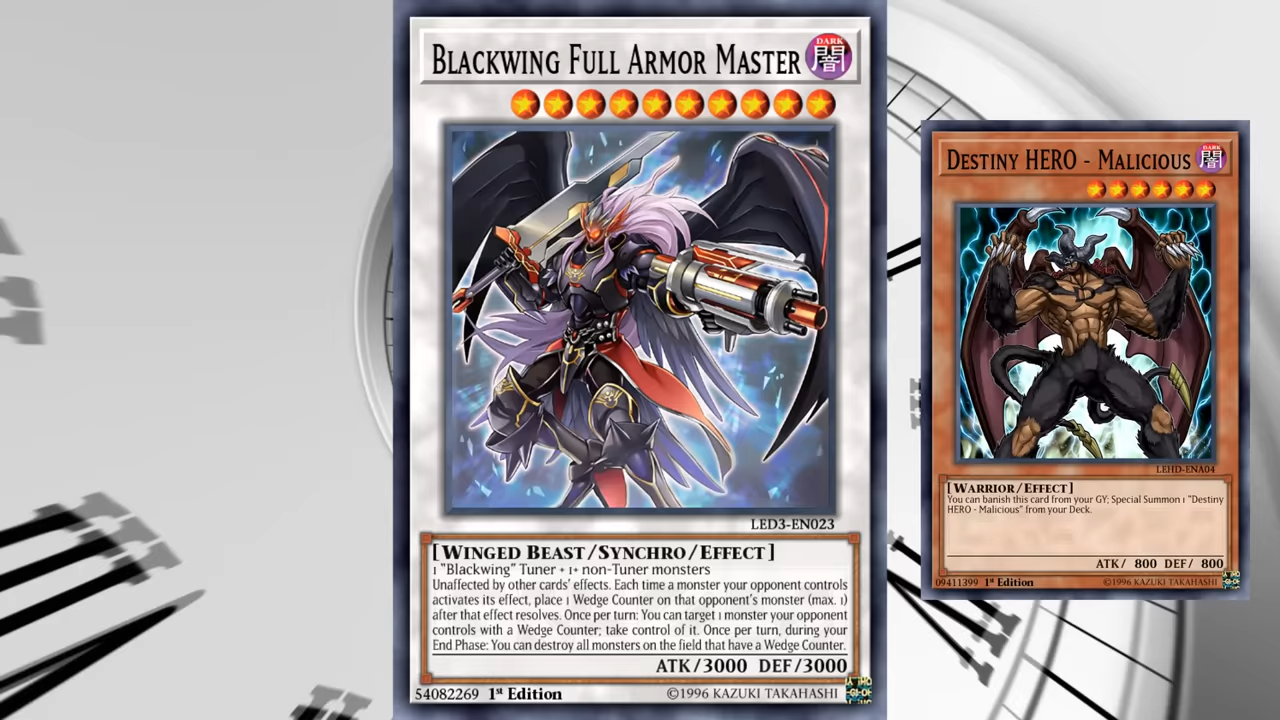 BLACKWING FULL ARMOR MASTER
DARK
闇
LED3-EN023
[WINGED BEAST/SYNCHRO/EFFECT]
1 "Blackwing" Tuner + 1+ non-Tuner monsters
Unaffected by other cards' effects. Each time a monster your opponent controls
activates its effect, place 1 Wedge Counter on that opponent's monster (max. 1)
after that effect resolves. Once per turn: You can target 1 monster your opponent
controls with a Wedge Counter; take control of it. Once per turn, during your
End Phase: You can destroy all monsters on the field that have a Wedge Counter.
ATK/3000 DEF/3000
54082269 1st Edition ©1996 KAZUKI TAKAHASHI
DESTINY HERO - MALICIOUS
DARK
闇
LEHD-ENA04
[WARRIOR/EFFECT]
You can banish this card from your GY; Special Summon 1 "Destiny
HERO - Malicious" from your Deck.
ATK/ 800 DEF/ 800
09411399 1st Edition ©1996 KAZUKI TAKAHASHI